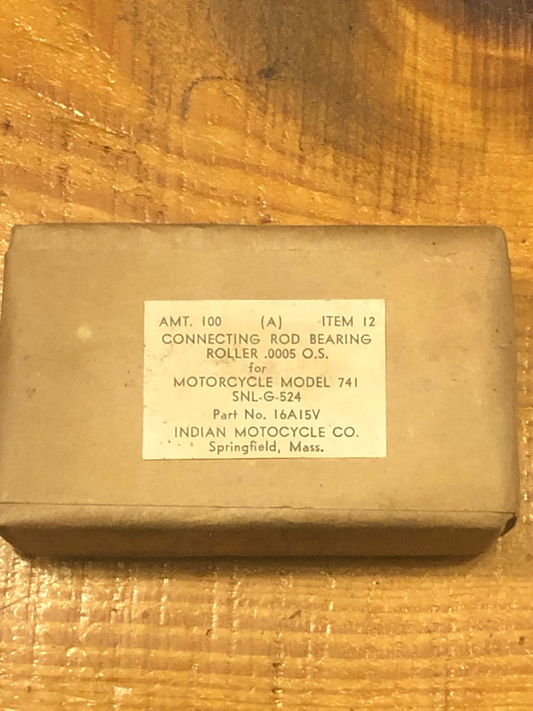 AMT. 100 (A) ITEM 12
CONNECTING ROD BEARING
ROLLER .0005 O.S.
for
MOTORCYCLE MODEL 741
SNL-G-524
Part No. 16A15V
INDIAN MOTOCYCLE CO.
Springfield, Mass.